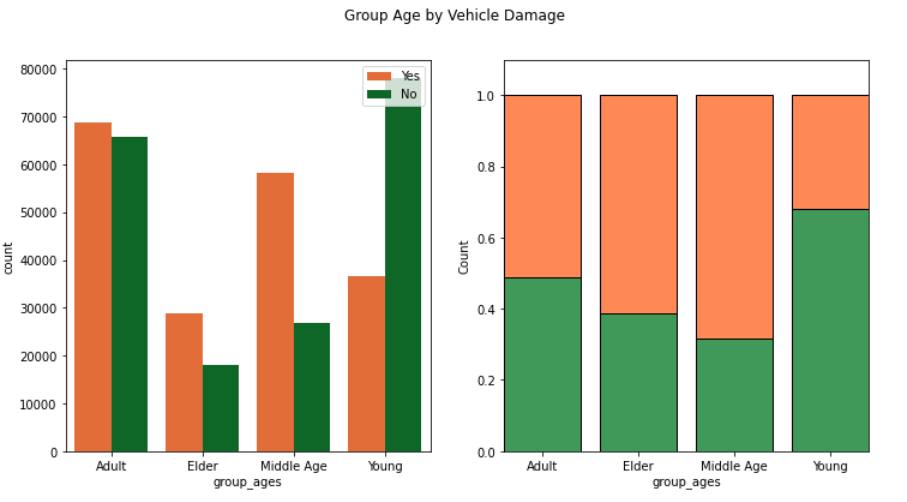 Group Age by Vehicle Damage
Yes
No
80000
70000
60000
50000
40000
30000
20000
10000
0
count
Adult Elder Middle Age Young
group_ages
1.0
0.8
0.6
0.4
0.2
0.0
Count
Adult Elder Middle Age Young
group_ages